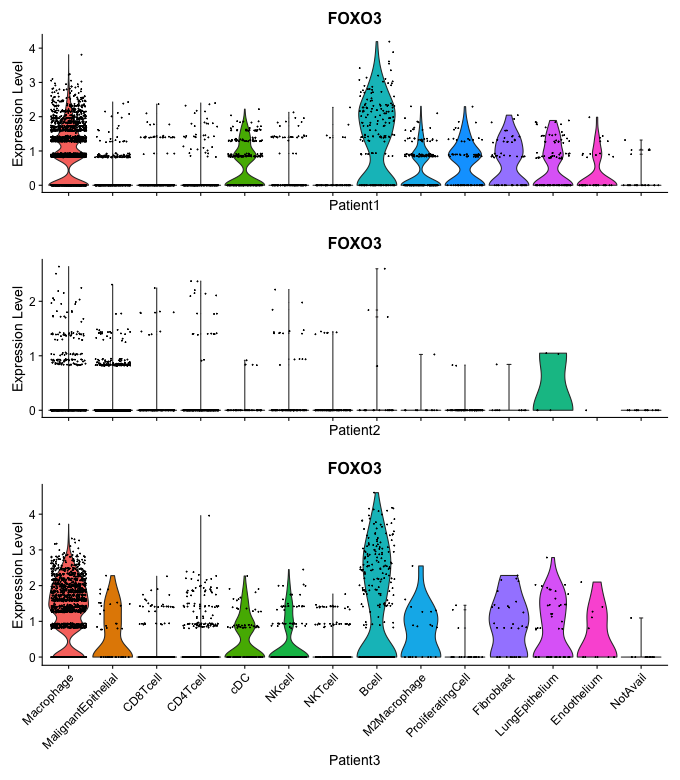 FOXO3
Expression Level
4
3
2
1
0
Patient1
FOXO3
Expression Level
2
1
0
Patient2
FOXO3
Expression Level
4
3
2
1
0
Macrophage
MalignantEpithelial
CD8Tcell
CD4Tcell
cDC
NKcell
NKTcell
Bcell
M2Macrophage
ProliferatingCell
Fibroblast
LungEpithelium
Endothelium
NotAvail
Patient3